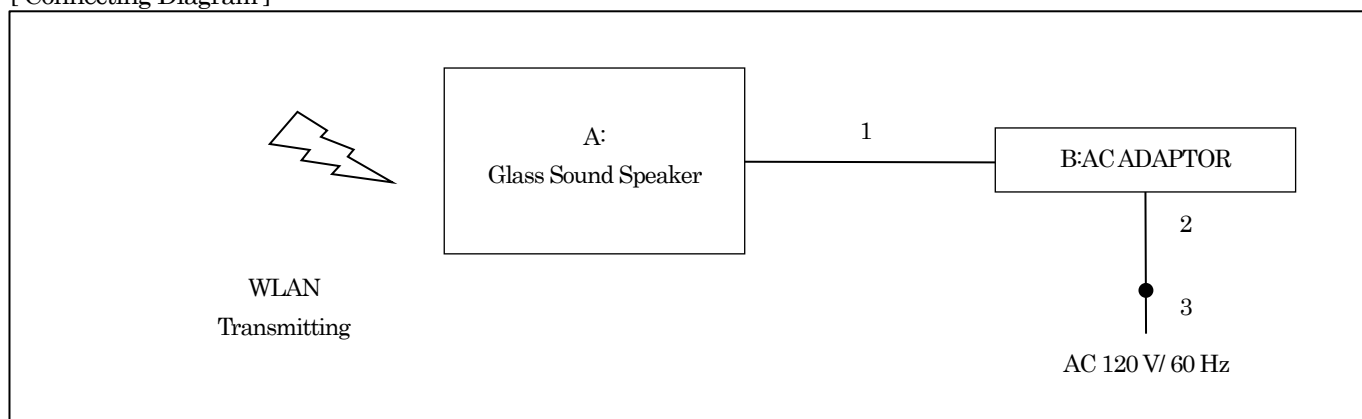 [ Connecting Diagram ]
A:
Glass Sound Speaker
1
B:AC ADAPTOR
2
3
AC 120 V/ 60 Hz
WLAN
Transmitting